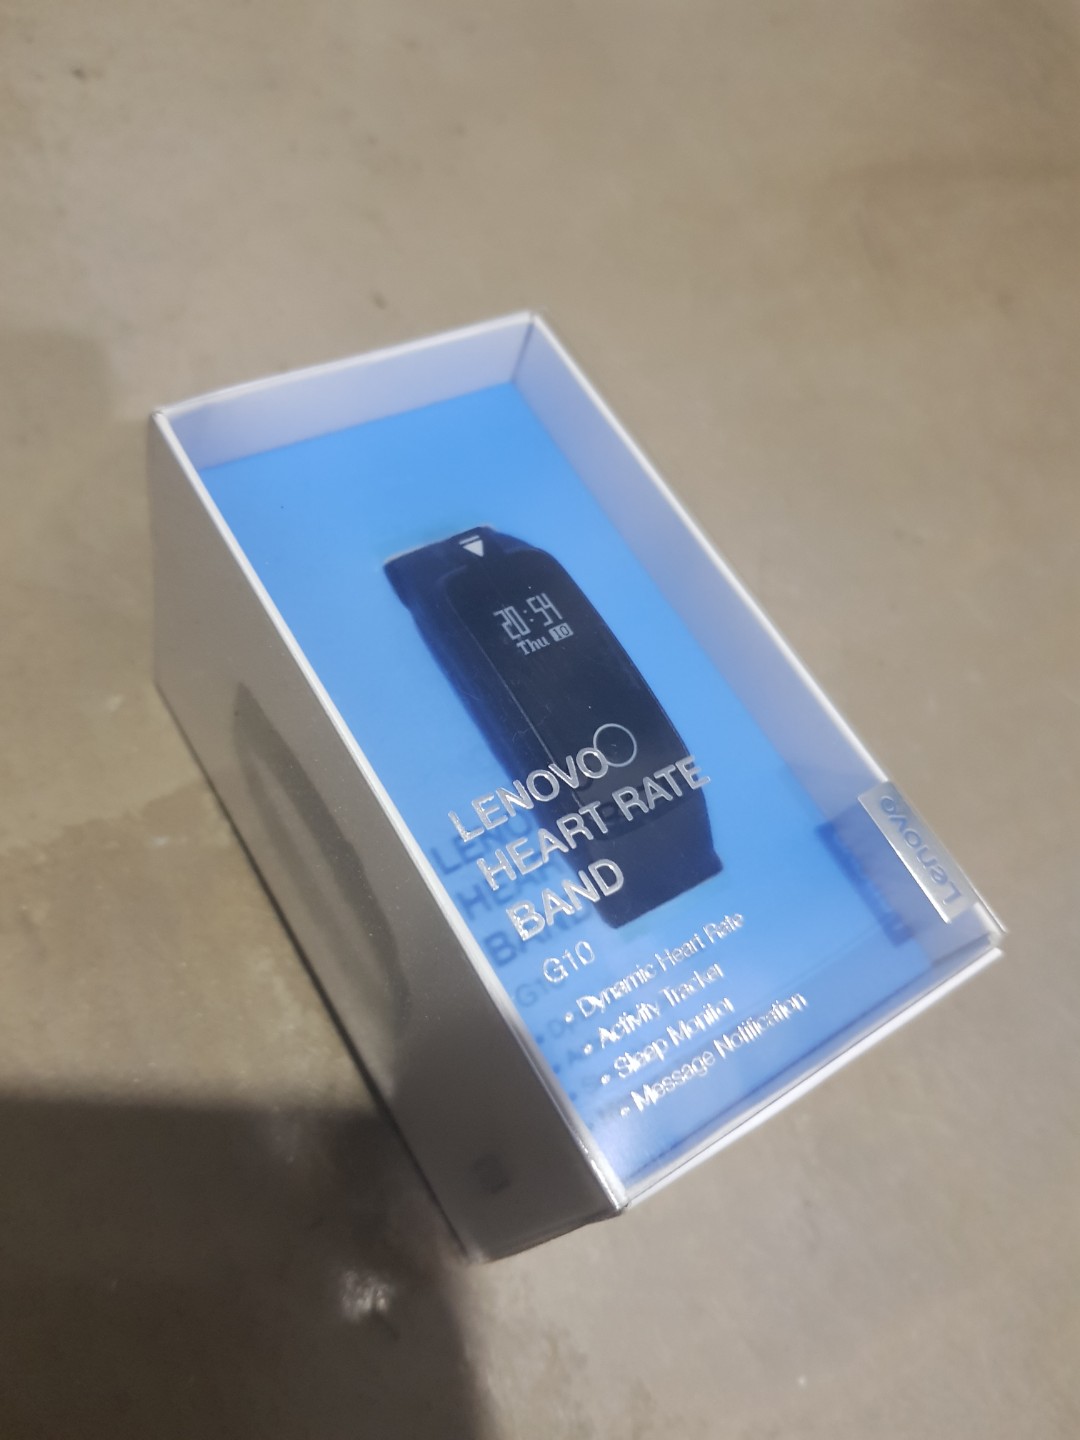 20:54
Thu 10
LENOVO
HEART RATE
BAND
G10
• Dynamic Heart Rate
• Activity Tracker
• Sleep Monitor
• Message Notification
Lenovo